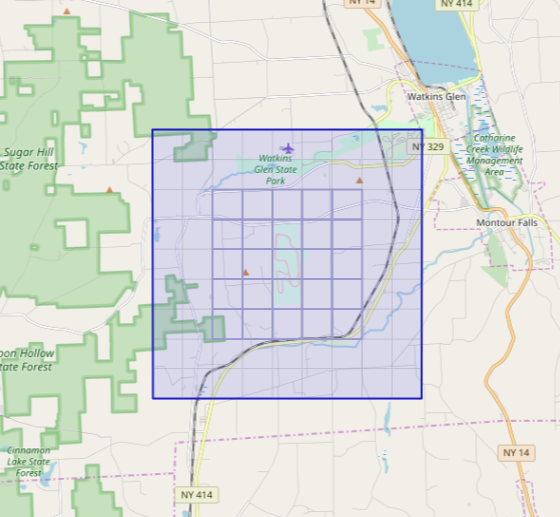 NY 14
NY 414
Watkins Glen
NY 329
Catharine
Creek Wildlife
Management
Area
Sugar Hill
State Forest
Watkins
Glen State
Park
Montour Falls
oon Hollow
tate Forest
Cinnamon
Lake State
Forest
NY 14
NY 414